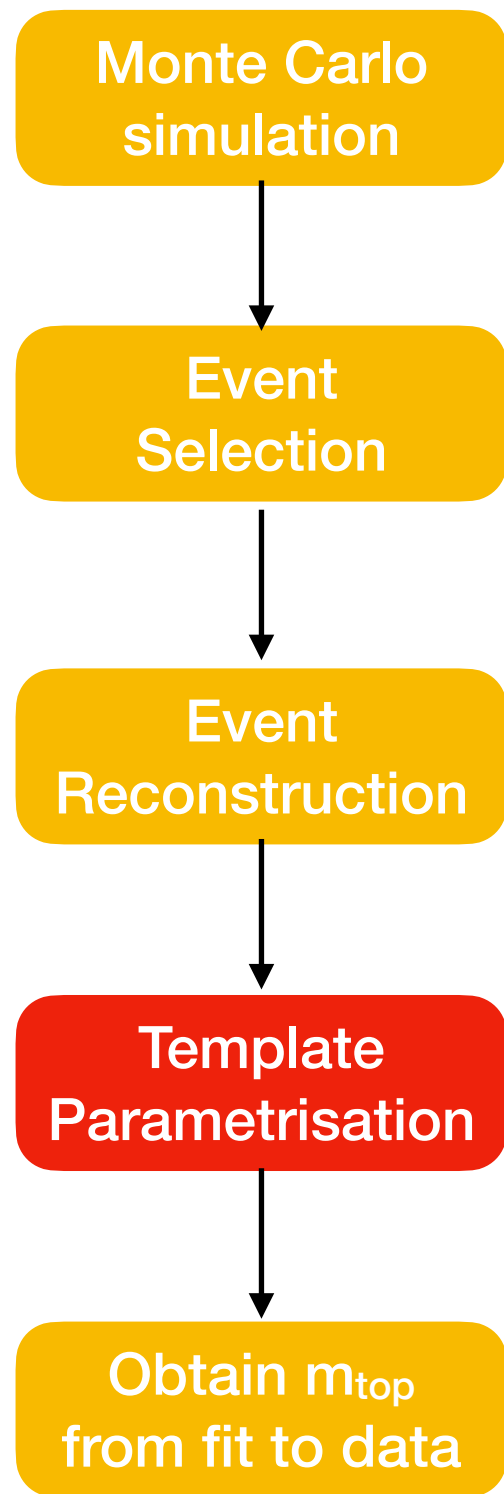 Monte Carlo
simulation
Event
Selection
Event
Reconstruction
Template
Parametrisation
Obtain mtop
from fit to data